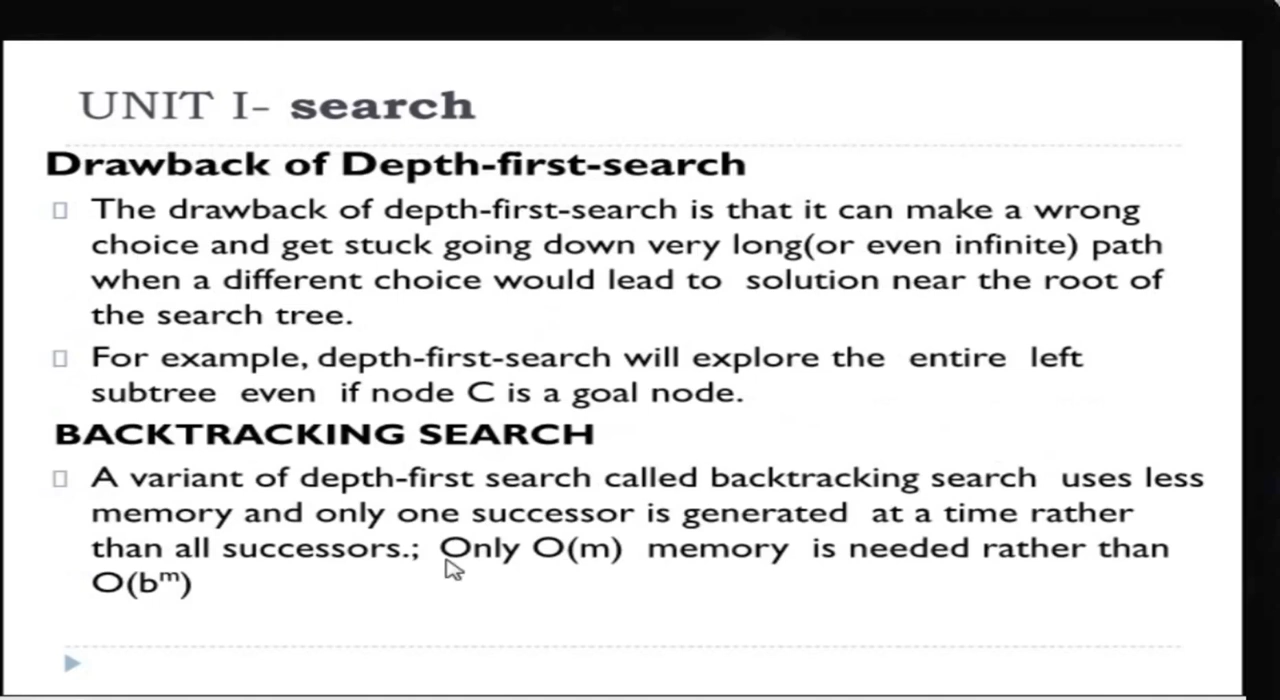 UNIT I- search
Drawback of Depth-first-search
The drawback of depth-first-search is that it can make a wrong
choice and get stuck going down very long(or even infinite) path
when a different choice would lead to solution near the root of
the search tree.
For example, depth-first-search will explore the entire left
subtree even if node C is a goal node.
BACKTRACKING SEARCH
A variant of depth-first search called backtracking search uses less
memory and only one successor is generated at a time rather
than all successors.; Only O(m) memory is needed rather than
O(bᵐ)